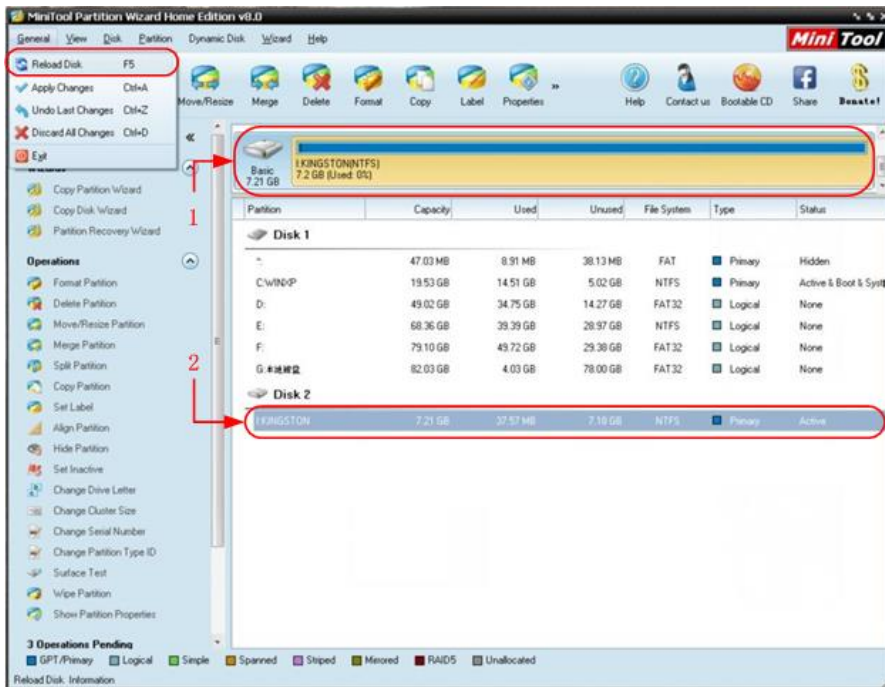 MiniTool Partition Wizard Home Edition v8.0
General View Disk Partition Dynamic Disk Wizard Help
Mini Tool
Reload Disk F5
Apply Changes Ctrl+A
Undo Last Changes Ctrl+Z
Discard All Changes Ctrl+D
Exit
Move/Resize Merge Delete Format Copy Label Properties » Help Contact us Bootable CD Share Donate!
Basic
7.21 GB
I:KINGSTON(NTFS)
7.2 GB (Used: 0%)
1
Copy Partition Wizard
Copy Disk Wizard
Partition Recovery Wizard
Operations
Format Partition
Delete Partition
Move/Resize Partition
Merge Partition
Split Partition
Copy Partition
Set Label
Align Partition
Hide Partition
Set Inactive
Change Drive Letter
Change Cluster Size
Change Serial Number
Change Partition Type ID
Surface Test
Wipe Partition
Show Partition Properties
3 Operations Pending
2
Partition Capacity Used Unused File System Type Status
Disk 1
*: 47.03 MB 8.91 MB 38.13 MB FAT Primary Hidden
C:WINXP 19.53 GB 14.51 GB 5.02 GB NTFS Primary Active & Boot & Syst
D: 49.02 GB 34.75 GB 14.27 GB FAT32 Logical None
E: 68.36 GB 39.39 GB 28.97 GB NTFS Logical None
F: 79.10 GB 49.72 GB 29.38 GB FAT32 Logical None
G:本地磁盘 82.03 GB 4.03 GB 78.00 GB FAT32 Logical None
Disk 2
I:KINGSTON 7.21 GB 37.57 MB 7.18 GB NTFS Primary Active
GPT/Primary Logical Simple Spanned Striped Mirrored RAID5 Unallocated
Reload Disk Information